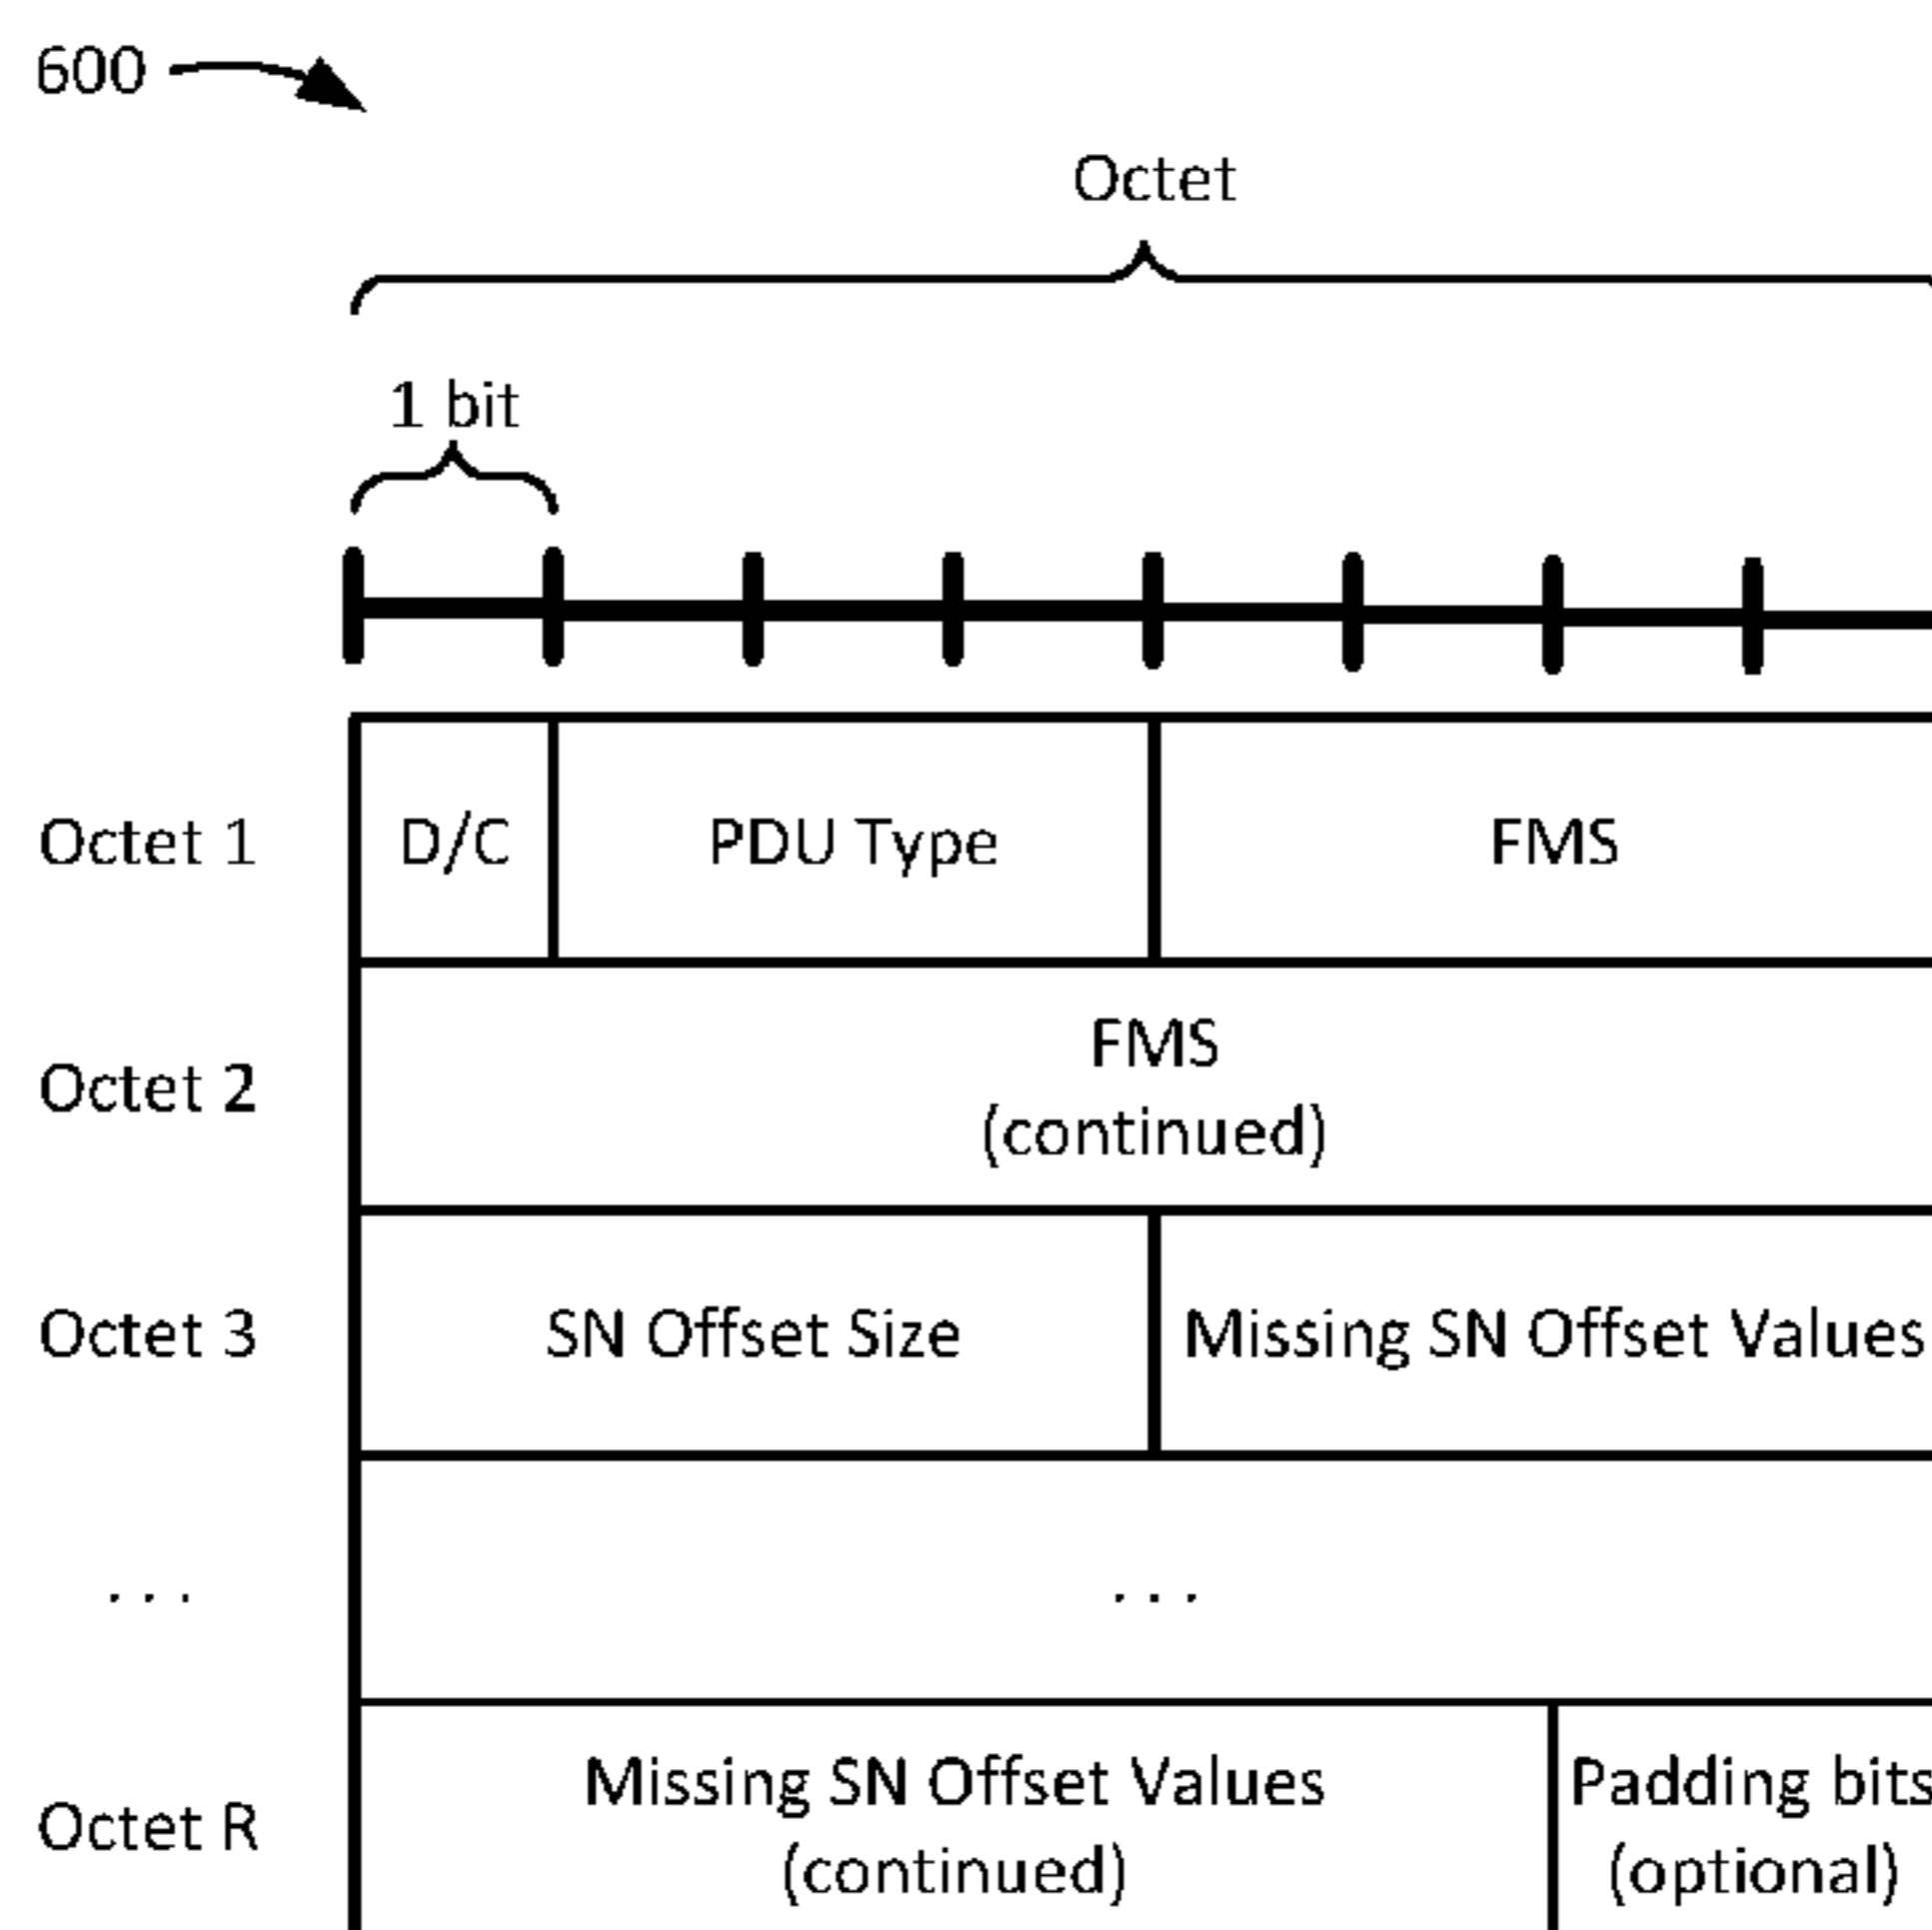 600
Octet
1 bit
Octet 1
D/C
PDU Type
FMS
Octet 2
FMS
(continued)
Octet 3
SN Offset Size
Missing SN Offset Values
. . .
. . .
Octet R
Missing SN Offset Values
(continued)
Padding bits
(optional)